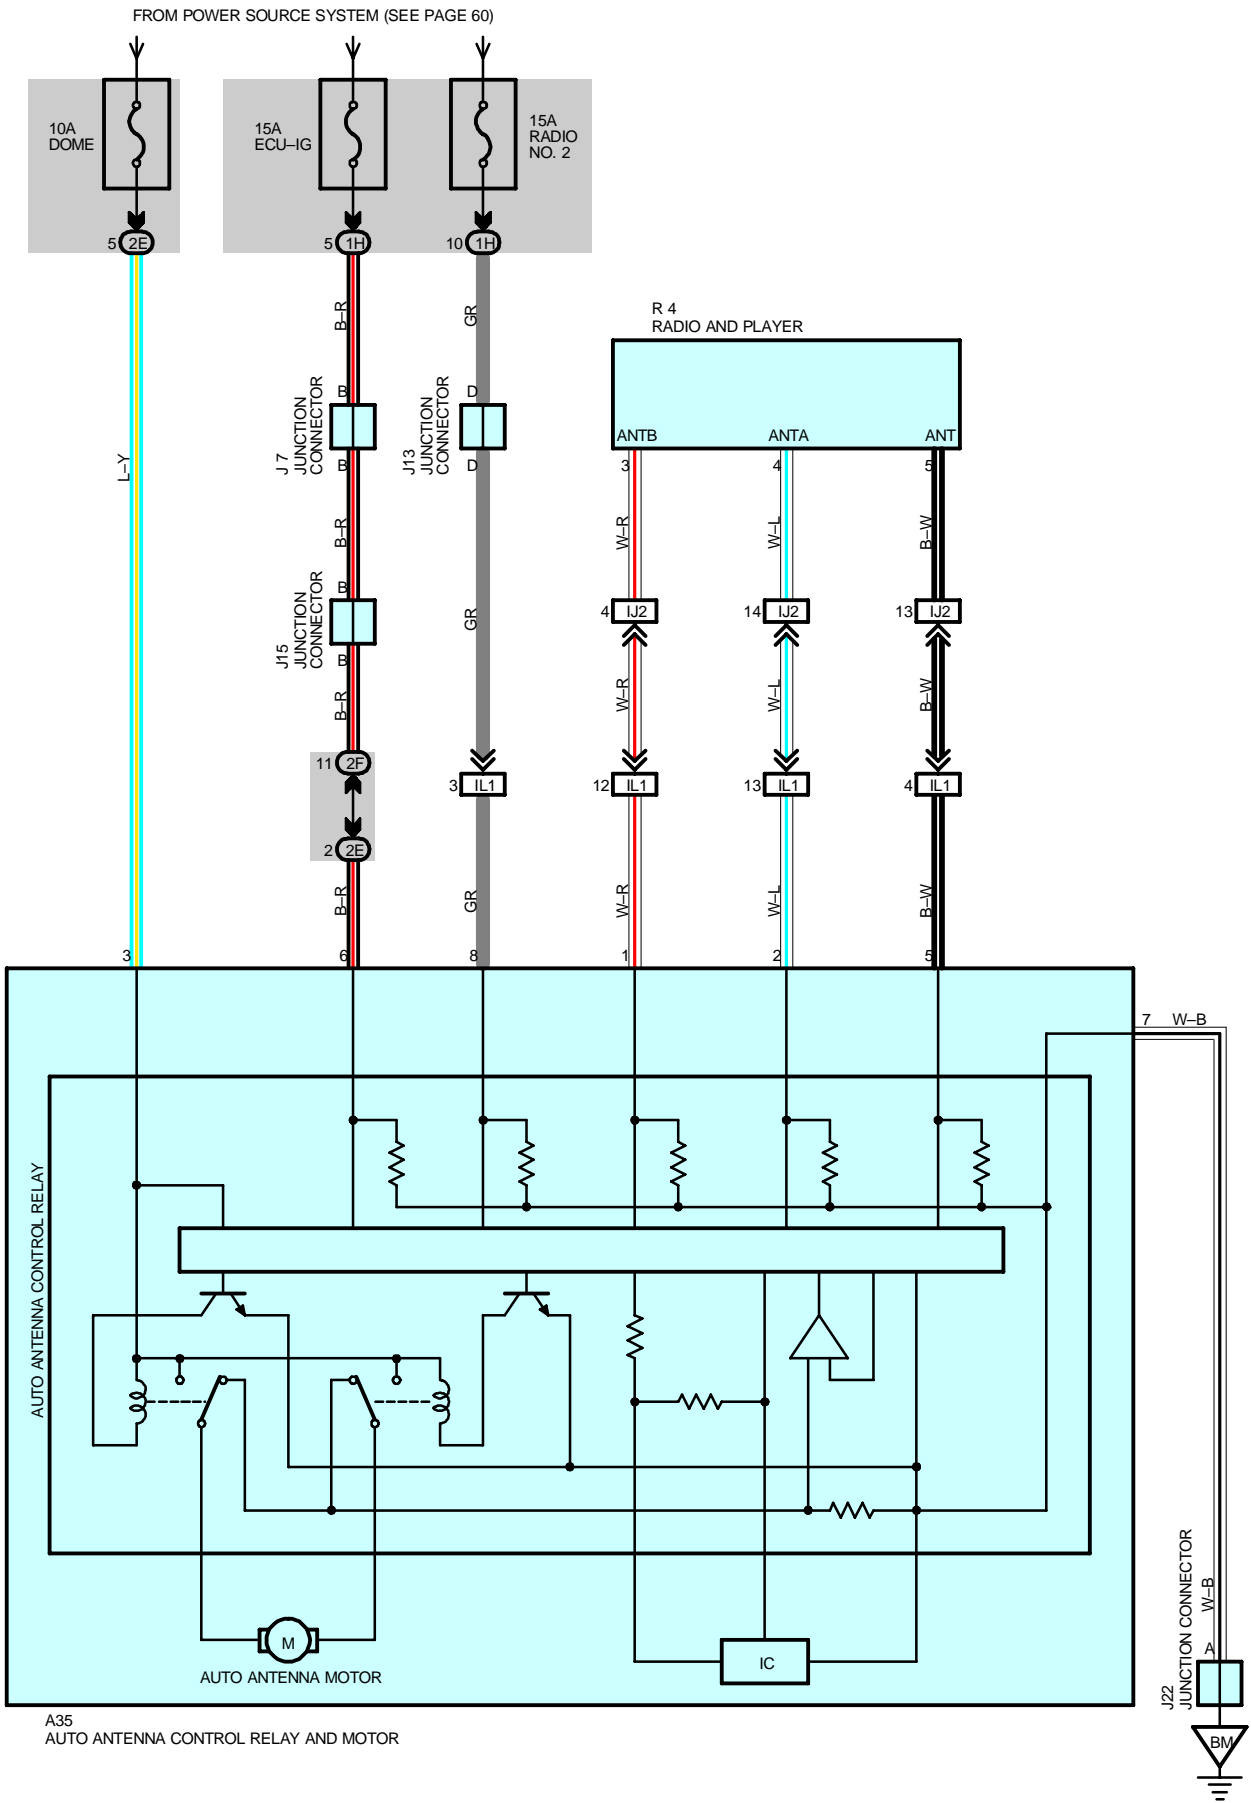 FROM POWER SOURCE SYSTEM (SEE PAGE 60)
10A
DOME
15A
ECU–IG
15A
RADIO
NO. 2
5 2E
5 1H
10 1H
R 4
RADIO AND PLAYER
B–R
GR
J 7
JUNCTION
CONNECTOR
B
B
J13
JUNCTION
CONNECTOR
D
D
ANTB
ANTA
ANT
3
4
5
L–Y
B–R
W–R
W–L
B–W
J15
JUNCTION
CONNECTOR
B
B
GR
4 IJ2
14 IJ2
13 IJ2
B–R
W–R
W–L
B–W
11 2F
3 IL1
12 IL1
13 IL1
4 IL1
2 2E
B–R
GR
W–R
W–L
B–W
3
6
8
1
2
5
7 W–B
AUTO ANTENNA CONTROL RELAY
M
AUTO ANTENNA MOTOR
IC
W–B
A
J22
JUNCTION CONNECTOR
BM
A35
AUTO ANTENNA CONTROL RELAY AND MOTOR